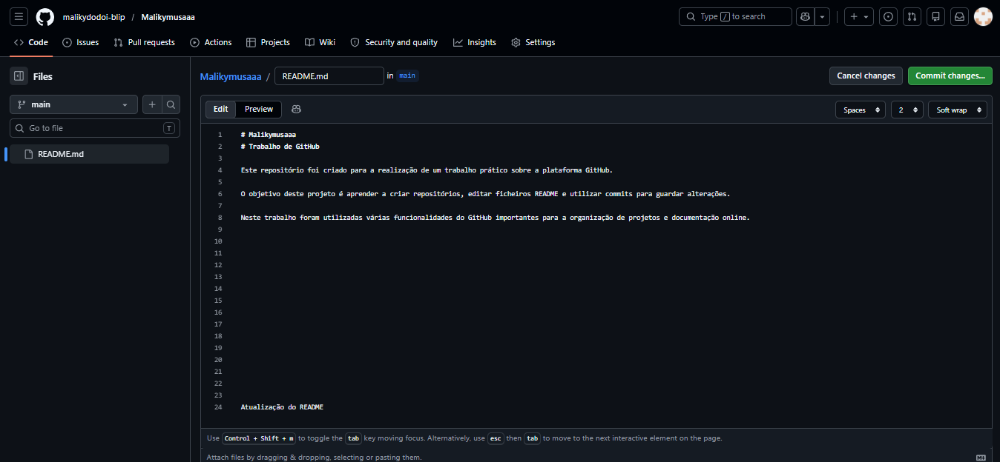 malikydodoi-blip / Malikymusaaa
Type / to search
Code Issues Pull requests Actions Projects Wiki Security and quality Insights Settings
Files
main
Go to file T
README.md
Malikymusaaa / README.md in main
Cancel changes Commit changes...
Edit Preview
Spaces 2 Soft wrap
1 # Malikymusaaa
2 # Trabalho de GitHub
3
4 Este repositório foi criado para a realização de um trabalho prático sobre a plataforma GitHub.
5
6 O objetivo deste projeto é aprender a criar repositórios, editar ficheiros README e utilizar commits para guardar alterações.
7
8 Neste trabalho foram utilizadas várias funcionalidades do GitHub importantes para a organização de projetos e documentação online.
9
10
11
12
13
14
15
16
17
18
19
20
21
22
23
24 Atualização do README
Use Control + Shift + m to toggle the tab key moving focus. Alternatively, use esc then tab to move to the next interactive element on the page.
Attach files by dragging & dropping, selecting or pasting them.